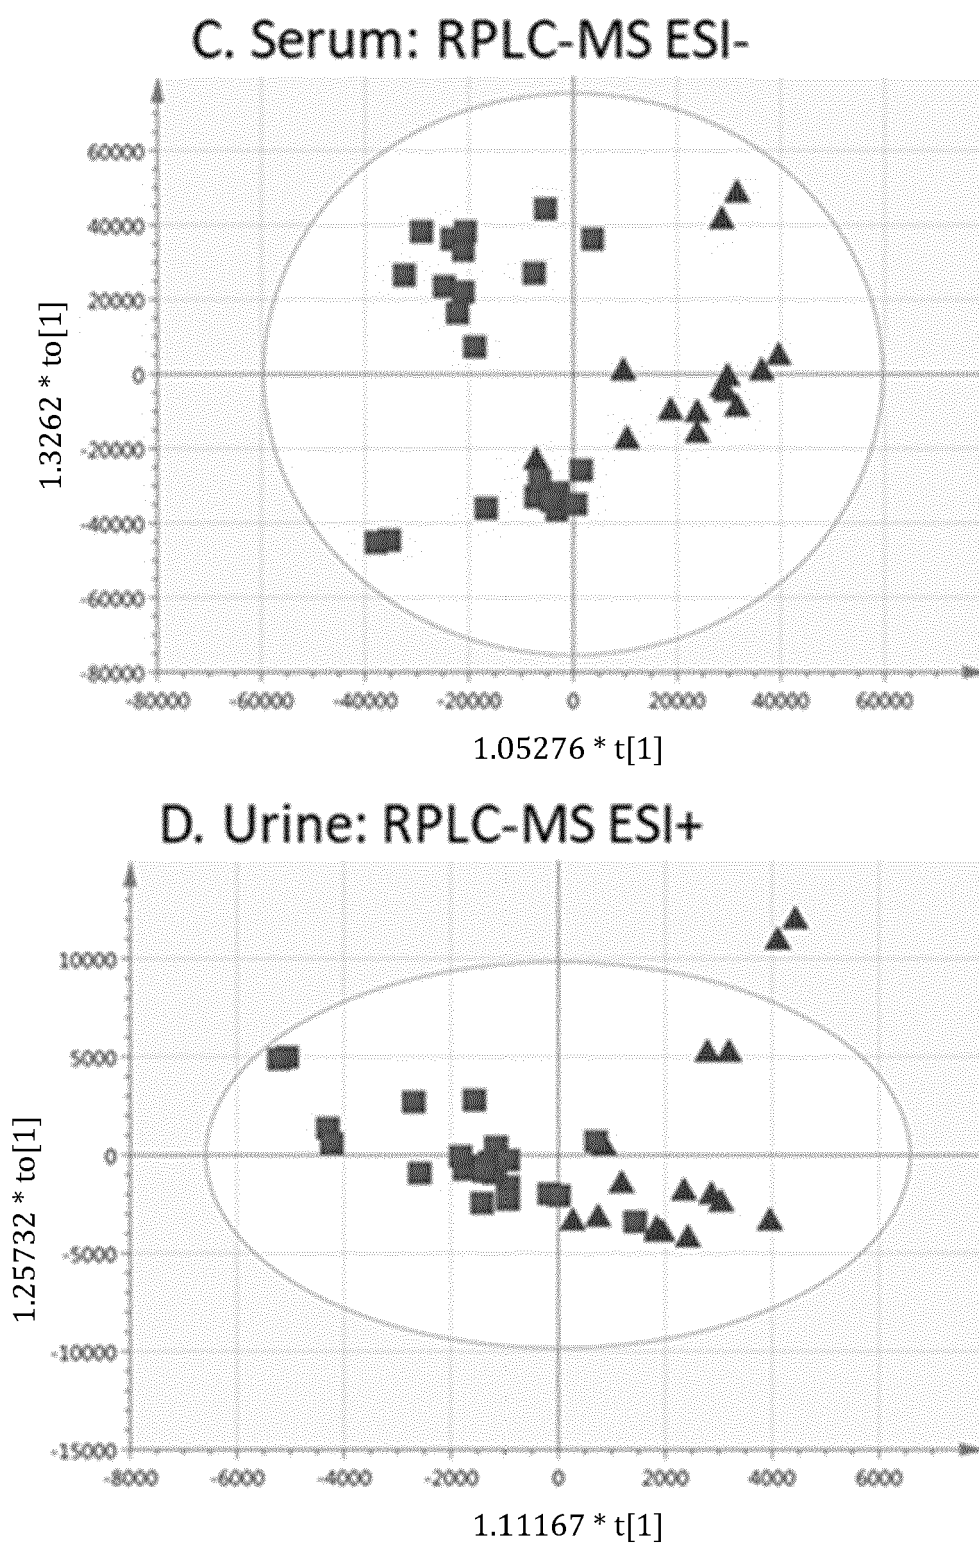 C. Serum: RPLC-MS ESI-
60000
40000
20000
0
-20000
-40000
-60000
-80000
1.3262 * to[1]
-80000 -60000 -40000 -20000 0 20000 40000 60000
1.05276 * t[1]
D. Urine: RPLC-MS ESI+
10000
5000
0
-5000
-10000
-15000
1.25732 * to[1]
-8000 -6000 -4000 -2000 0 2000 4000 6000
1.11167 * t[1]